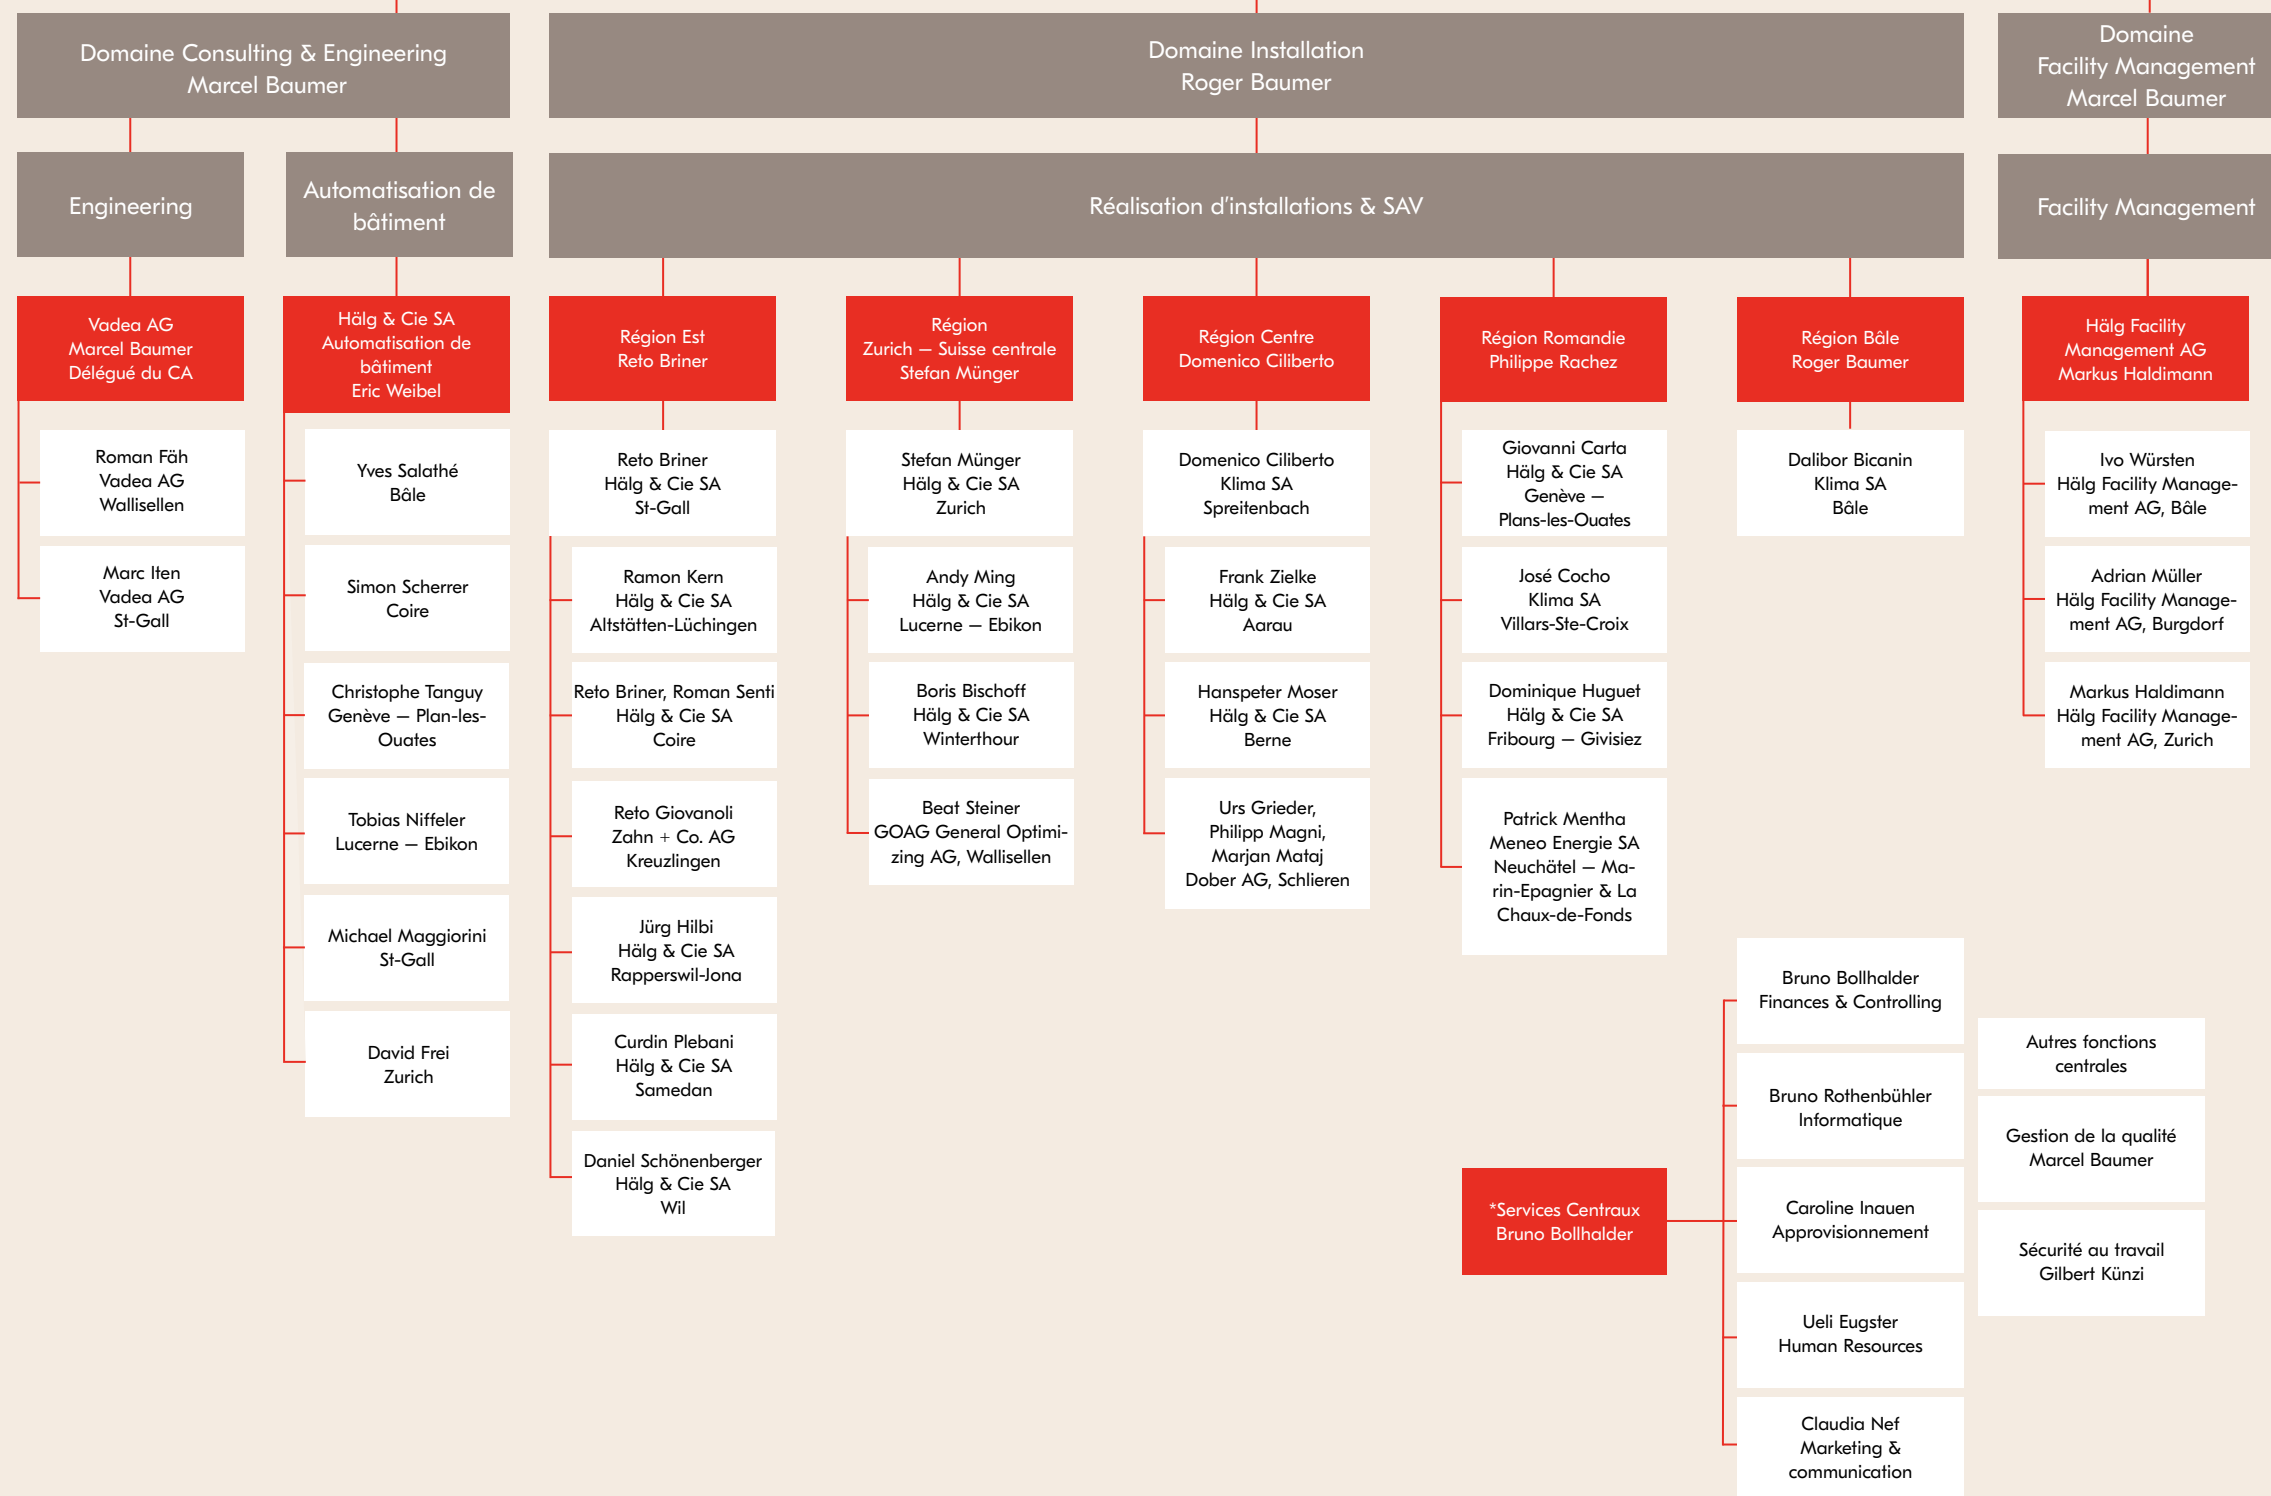 Domaine Consulting & Engineering
Marcel Baumer
Domaine Installation
Roger Baumer
Domaine
Facility Management
Marcel Baumer
Engineering
Automatisation de
bâtiment
Réalisation d'installations & SAV
Facility Management
Vadea AG
Marcel Baumer
Délégué du CA
Roman Fäh
Vadea AG
Wallisellen
Marc Iten
Vadea AG
St-Gall
Hälg & Cie SA
Automatisation de
bâtiment
Eric Weibel
Yves Salathé
Bâle
Simon Scherrer
Coire
Christophe Tanguy
Genève – Plan-les-
Ouates
Tobias Niffeler
Lucerne – Ebikon
Michael Maggiorini
St-Gall
David Frei
Zurich
Région Est
Reto Briner
Reto Briner
Hälg & Cie SA
St-Gall
Ramon Kern
Hälg & Cie SA
Altstätten-Lüchingen
Reto Briner, Roman Senti
Hälg & Cie SA
Coire
Reto Giovanoli
Zahn + Co. AG
Kreuzlingen
Jürg Hilbi
Hälg & Cie SA
Rapperswil-Jona
Curdin Plebani
Hälg & Cie SA
Samedan
Daniel Schönenberger
Hälg & Cie SA
Wil
Région
Zurich – Suisse centrale
Stefan Münger
Stefan Münger
Hälg & Cie SA
Zurich
Andy Ming
Hälg & Cie SA
Lucerne – Ebikon
Boris Bischoff
Hälg & Cie SA
Winterthour
Beat Steiner
GOAG General Optimi-
zing AG, Wallisellen
Région Centre
Domenico Ciliberto
Domenico Ciliberto
Klima SA
Spreitenbach
Frank Zielke
Hälg & Cie SA
Aarau
Hanspeter Moser
Hälg & Cie SA
Berne
Urs Grieder,
Philipp Magni,
Marjan Mataj
Dober AG, Schlieren
Région Romandie
Philippe Rachez
Giovanni Carta
Hälg & Cie SA
Genève –
Plans-les-Ouates
José Cocho
Klima SA
Villars-Ste-Croix
Dominique Huguet
Hälg & Cie SA
Fribourg – Givisiez
Patrick Mentha
Meneo Energie SA
Neuchâtel – Ma-
rin-Epagnier & La
Chaux-de-Fonds
Région Bâle
Roger Baumer
Dalibor Bicanin
Klima SA
Bâle
Hälg Facility
Management AG
Markus Haldimann
Ivo Würsten
Hälg Facility Manage-
ment AG, Bâle
Adrian Müller
Hälg Facility Manage-
ment AG, Burgdorf
Markus Haldimann
Hälg Facility Manage-
ment AG, Zurich
*Services Centraux
Bruno Bollhalder
Bruno Bollhalder
Finances & Controlling
Bruno Rothenbühler
Informatique
Caroline Inauen
Approvisionnement
Ueli Eugster
Human Resources
Claudia Nef
Marketing &
communication
Autres fonctions
centrales
Gestion de la qualité
Marcel Baumer
Sécurité au travail
Gilbert Künzi